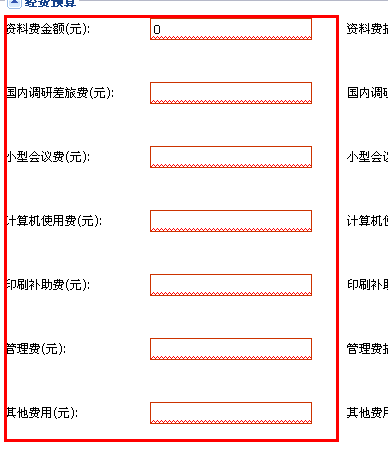 经费预算
资料费金额(元): 0 资料费
国内调研差旅费(元): 国内调
小型会议费(元): 小型会
计算机使用费(元): 计算机
印刷补助费(元): 印刷补
管理费(元): 管理费
其他费用(元): 其他费